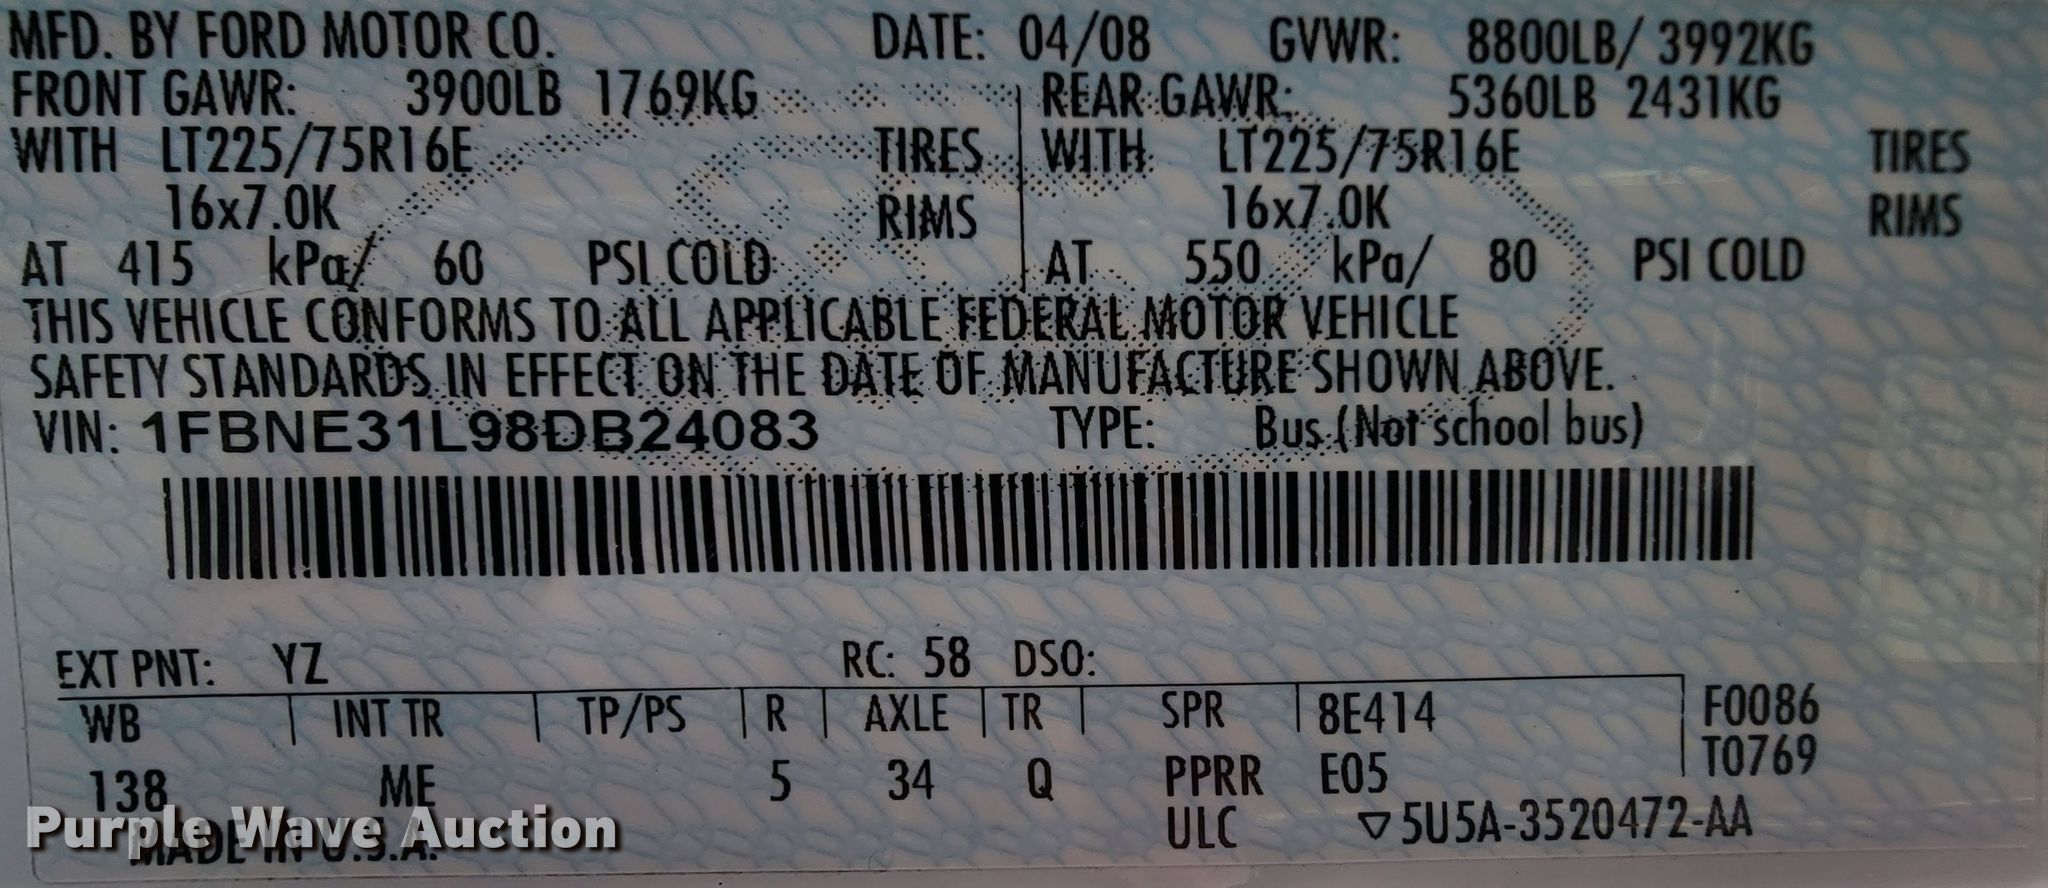 MFD. BY FORD MOTOR CO. DATE: 04/08 GVWR: 8800LB/ 3992KG
FRONT GAWR: 3900LB 1769KG REAR GAWR: 5360LB 2431KG
WITH LT225/75R16E TIRES WITH LT225/75R16E TIRES
16x7.0K RIMS 16x7.0K RIMS
AT 415 kPa/ 60 PSI COLD AT 550 kPa/ 80 PSI COLD
THIS VEHICLE CONFORMS TO ALL APPLICABLE FEDERAL MOTOR VEHICLE
SAFETY STANDARDS IN EFFECT ON THE DATE OF MANUFACTURE SHOWN ABOVE.
VIN: 1FBNE31L98DB24083 TYPE: Bus (Not school bus)
EXT PNT: YZ RC: 58 DSO:
WB INT TR TP/PS R AXLE TR SPR 8E414 F0086
T0769
138 ME 5 34 Q PPRR E05
MADE IN U.S.A. ULC ▽5U5A-3520472-AA
Purple Wave Auction